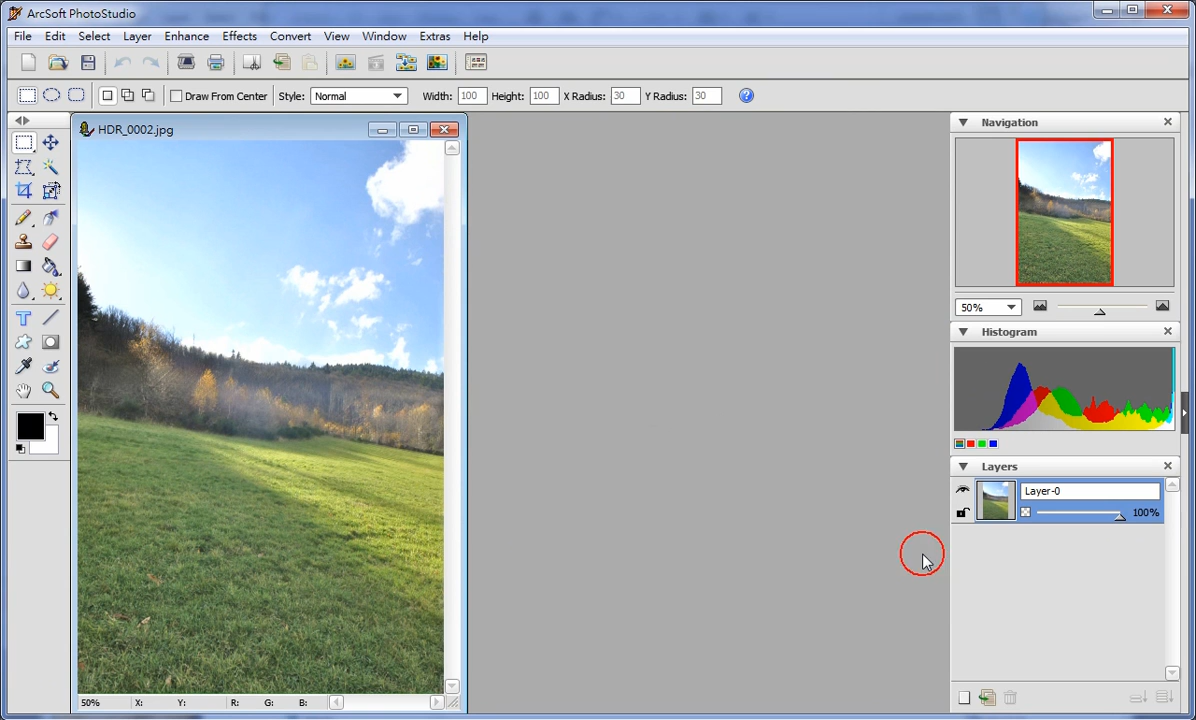 ArcSoft PhotoStudio
File Edit Select Layer Enhance Effects Convert View Window Extras Help
Draw From Center Style: Normal Width: 100 Height: 100 X Radius: 30 Y Radius: 30
HDR_0002.jpg
Navigation
50%
Histogram
Layers
Layer-0
100%
50% X: Y: R: G: B: